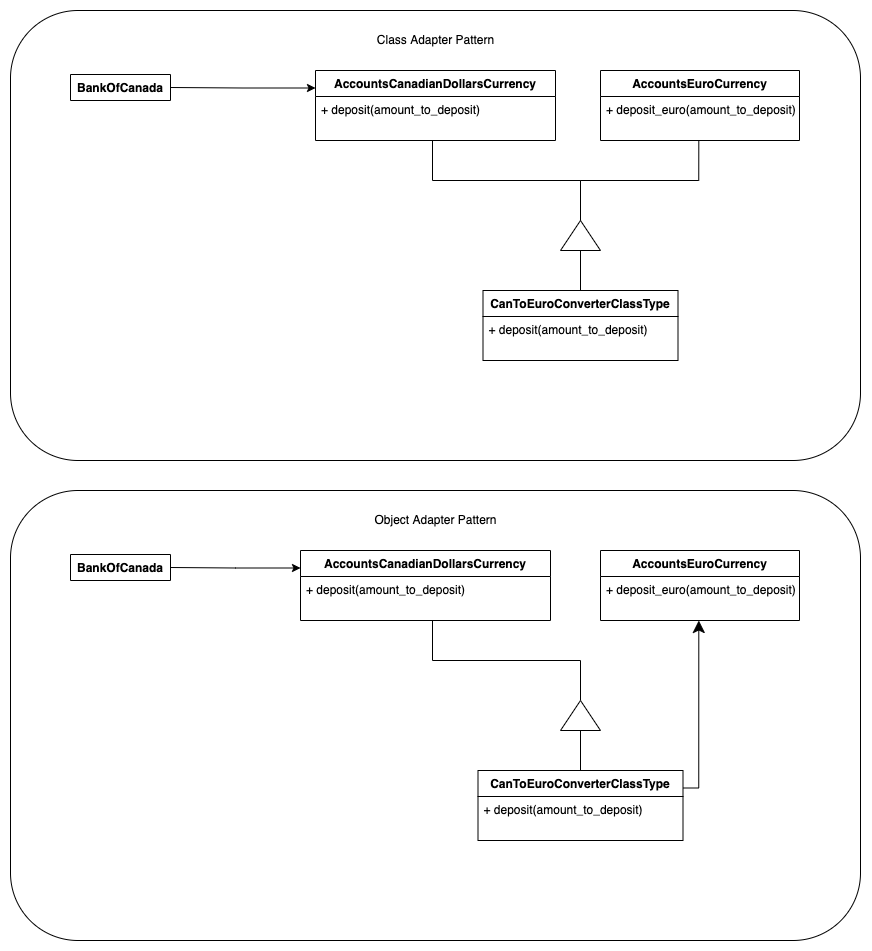 Class Adapter Pattern
BankOfCanada
AccountsCanadianDollarsCurrency
+ deposit(amount_to_deposit)
AccountsEuroCurrency
+ deposit_euro(amount_to_deposit)
CanToEuroConverterClassType
+ deposit(amount_to_deposit)
Object Adapter Pattern
BankOfCanada
AccountsCanadianDollarsCurrency
+ deposit(amount_to_deposit)
AccountsEuroCurrency
+ deposit_euro(amount_to_deposit)
CanToEuroConverterClassType
+ deposit(amount_to_deposit)